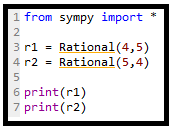 1 from sympy import *
2
3 r1 = Rational(4,5)
4 r2 = Rational(5,4)
5
6 print(r1)
7 print(r2)